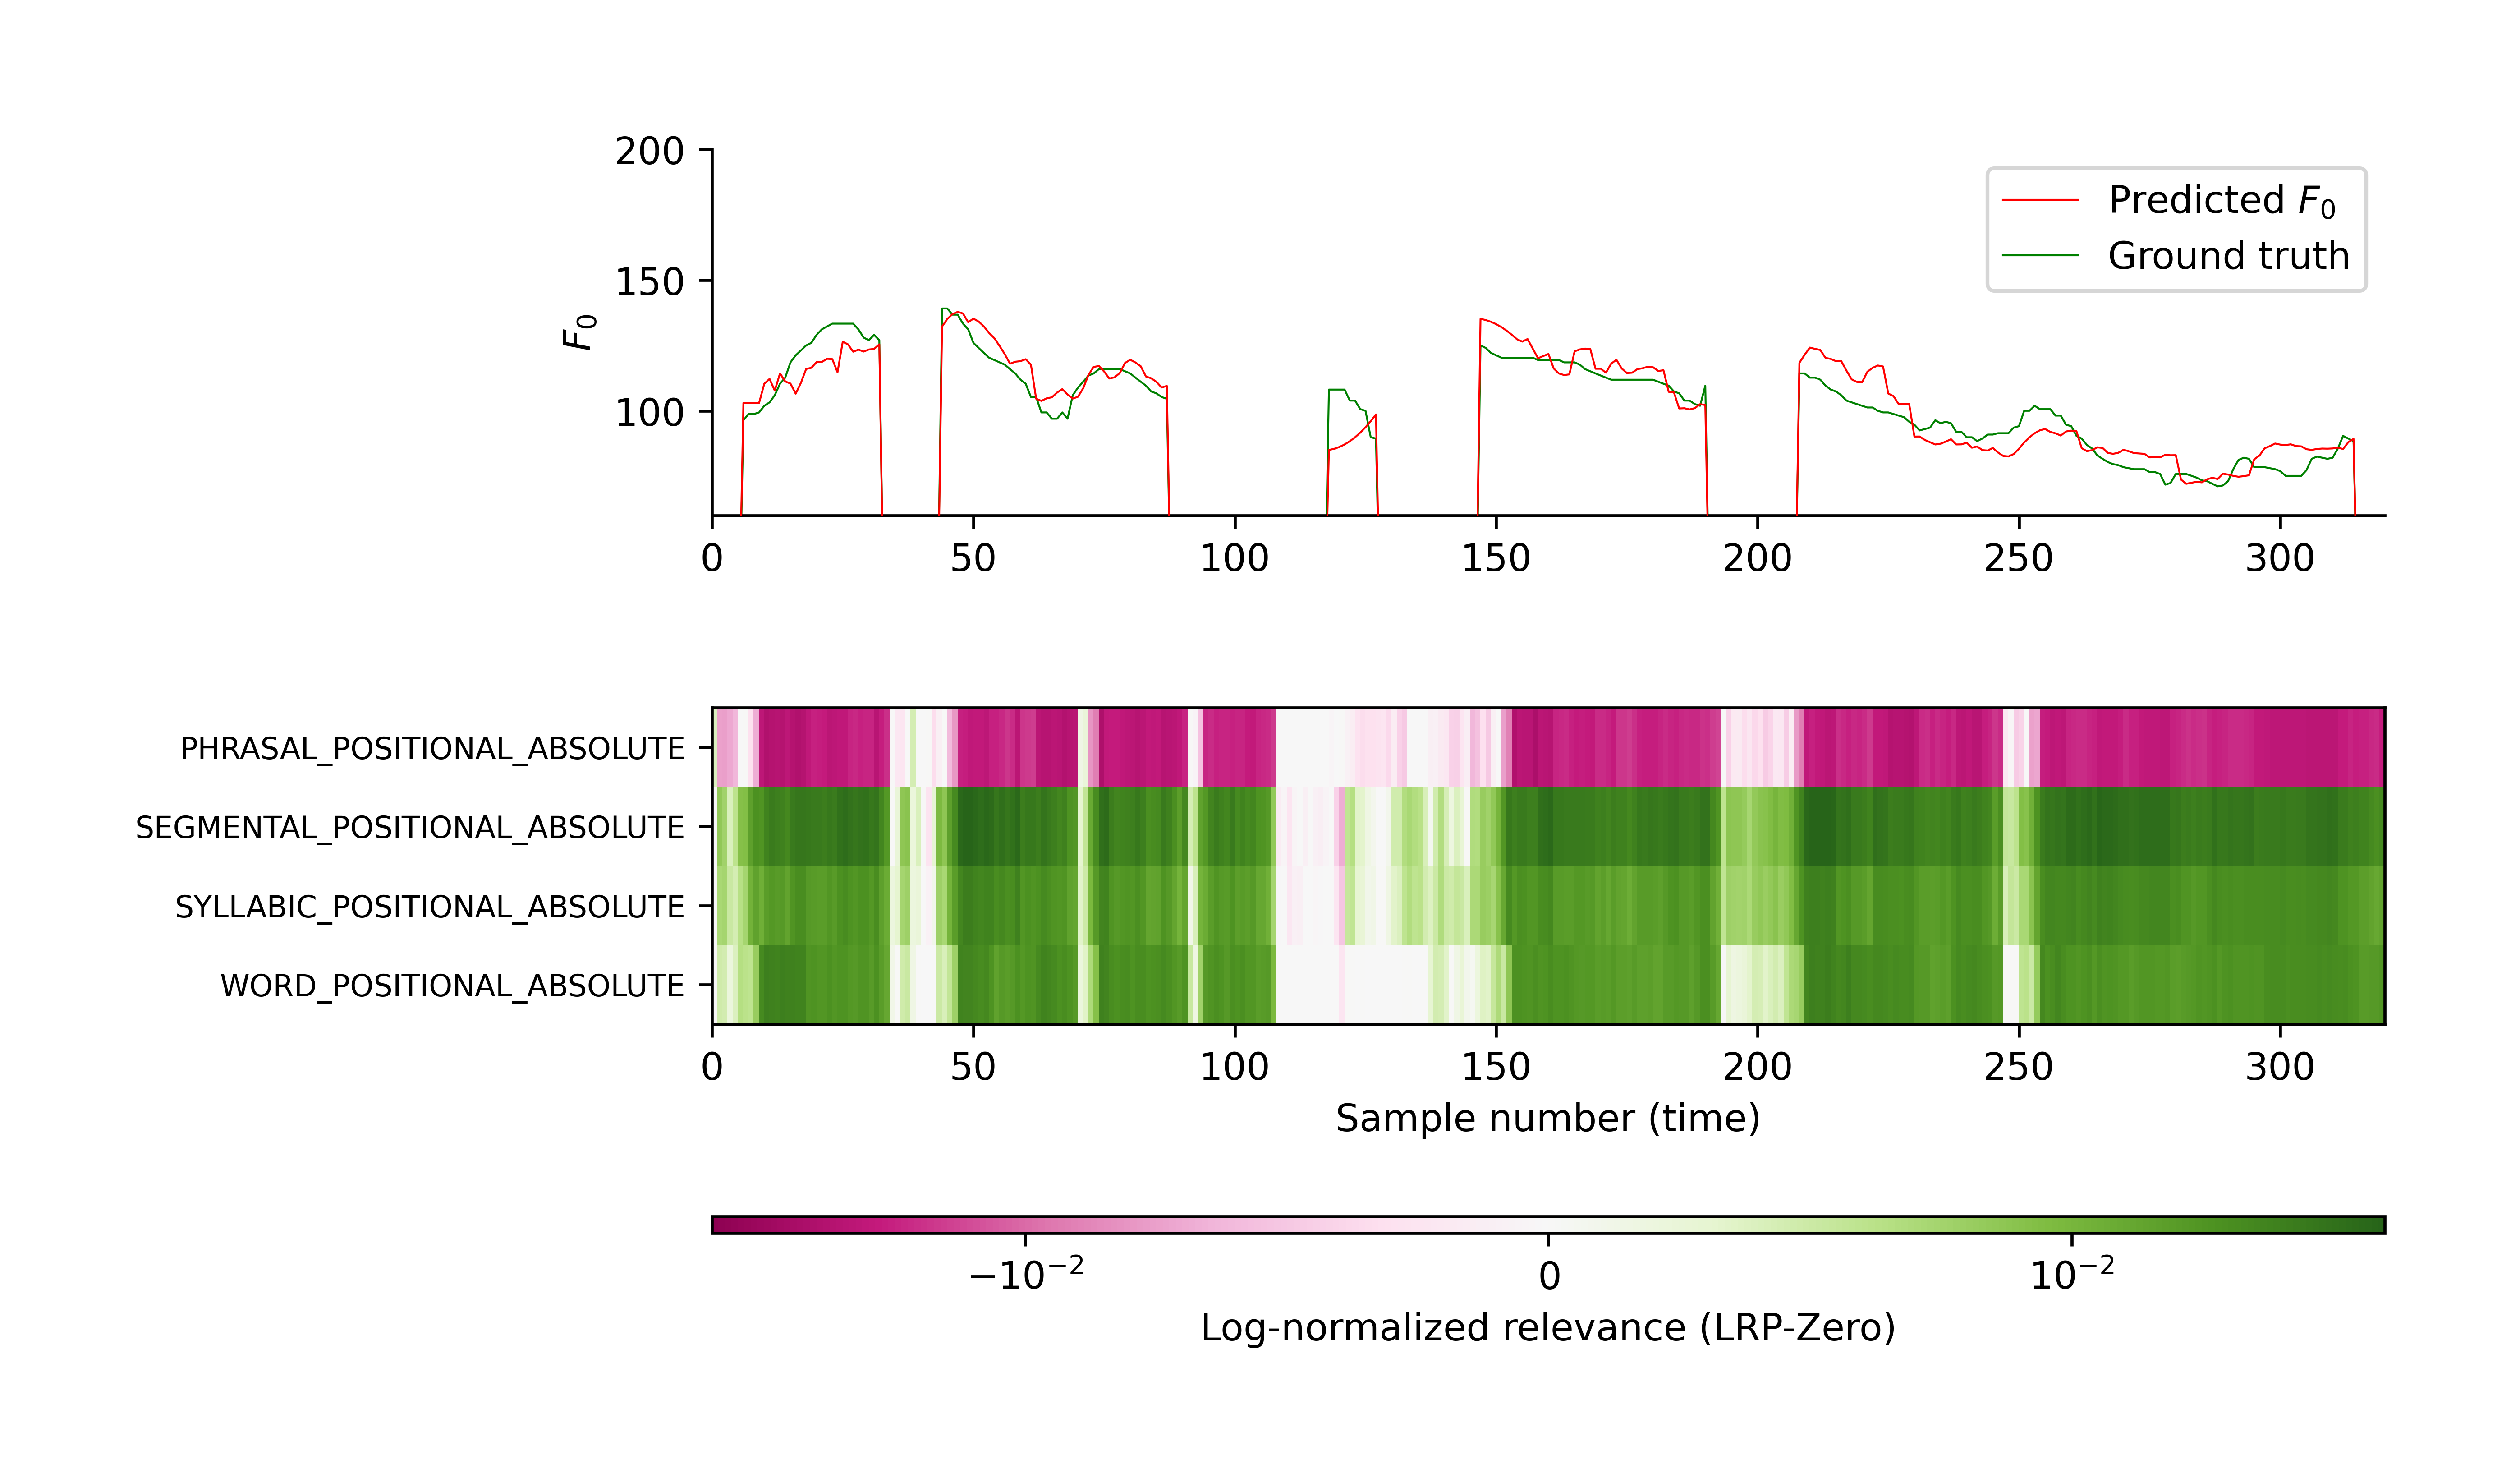 200
150
100
F₀
Predicted F₀
Ground truth
0 50 100 150 200 250 300
PHRASAL_POSITIONAL_ABSOLUTE
SEGMENTAL_POSITIONAL_ABSOLUTE
SYLLABIC_POSITIONAL_ABSOLUTE
WORD_POSITIONAL_ABSOLUTE
0 50 100 150 200 250 300
Sample number (time)
−10⁻² 0 10⁻²
Log-normalized relevance (LRP-Zero)